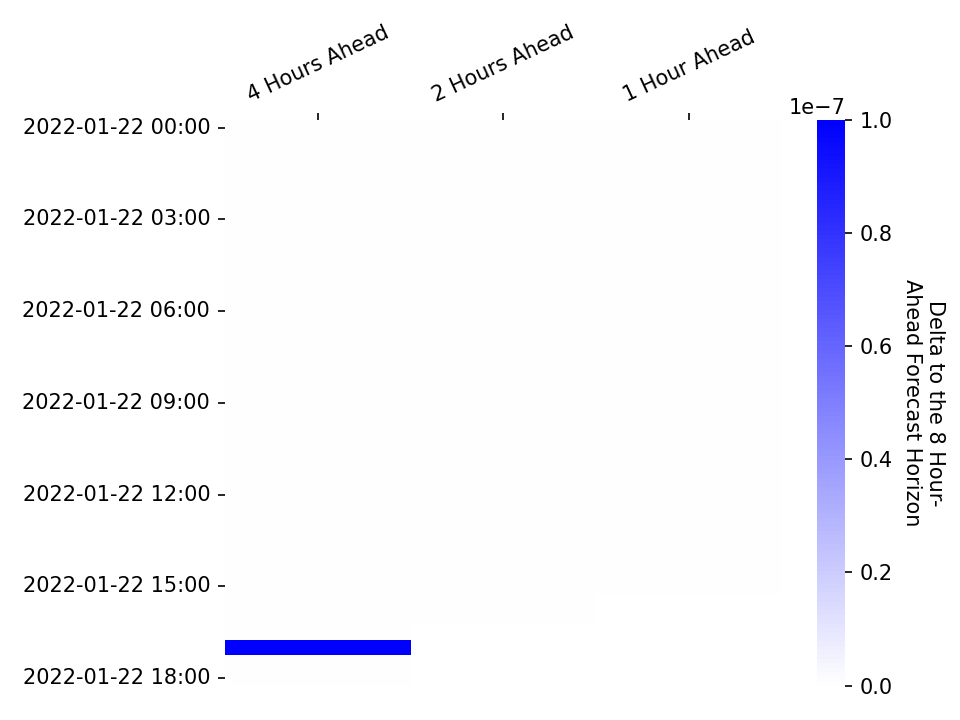 4 Hours Ahead
2 Hours Ahead
1 Hour Ahead
2022-01-22 00:00
2022-01-22 03:00
2022-01-22 06:00
2022-01-22 09:00
2022-01-22 12:00
2022-01-22 15:00
2022-01-22 18:00
1e−7
1.0
0.8
0.6
0.4
0.2
0.0
Delta to the 8 Hour-
Ahead Forecast Horizon